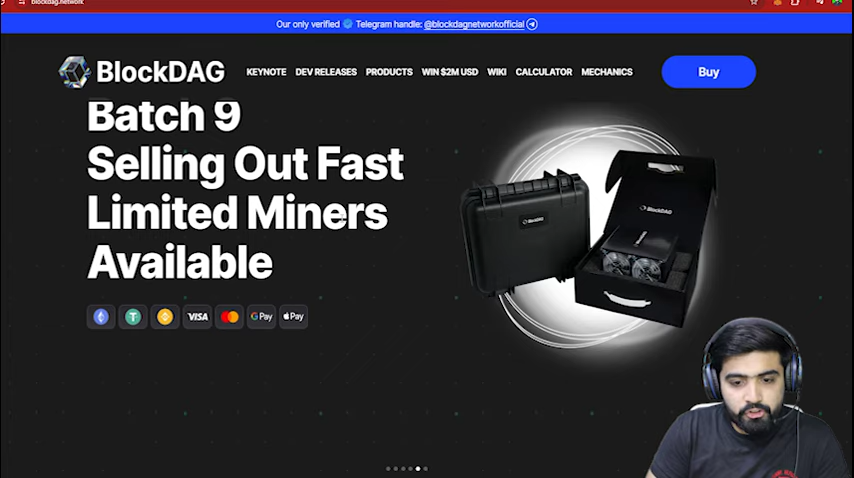 blockdag.network
Our only verified Telegram handle: @blockdagnetworkofficial
BlockDAG
KEYNOTE DEV RELEASES PRODUCTS WIN $2M USD WIKI CALCULATOR MECHANICS
Buy
Batch 9
Selling Out Fast
Limited Miners
Available
VISA
G Pay
Pay
BlockDAG
BlockDAG